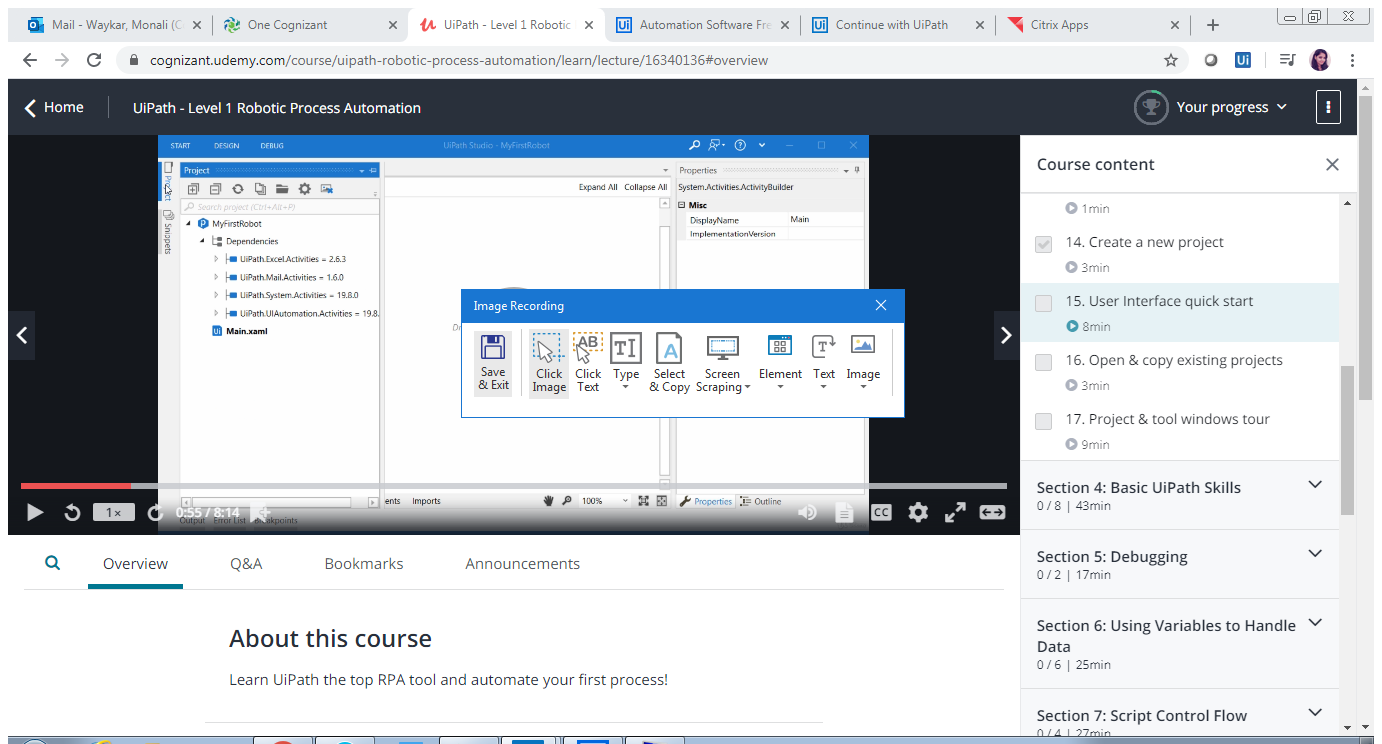 Mail - Waykar, Monali (C
One Cognizant
UiPath - Level 1 Robotic
Automation Software Fre
Continue with UiPath
Citrix Apps
cognizant.udemy.com/course/uipath-robotic-process-automation/learn/lecture/16340136#overview
Ui
Home
UiPath - Level 1 Robotic Process Automation
Your progress
START DESIGN DEBUG
UiPath Studio - MyFirstRobot
Project
Project
Snippets
Search project (Ctrl+Alt+P)
MyFirstRobot
Dependencies
UiPath.Excel.Activities = 2.6.3
UiPath.Mail.Activities = 1.6.0
UiPath.System.Activities = 19.8.0
UiPath.UIAutomation.Activities = 19.8.
Main.xaml
Expand All Collapse All
Properties
System.Activities.ActivityBuilder
Misc
DisplayName Main
ImplementationVersion
Image Recording
Save & Exit
Click Image
Click Text
Type
Select & Copy
Screen Scraping
Element
Text
Image
ents Imports
100%
Properties Outline
1×
0:55 / 8:14
Output Error List Breakpoints
CC
Course content
1min
14. Create a new project
3min
15. User Interface quick start
8min
16. Open & copy existing projects
3min
17. Project & tool windows tour
9min
Section 4: Basic UiPath Skills
0 / 8 | 43min
Section 5: Debugging
0 / 2 | 17min
Section 6: Using Variables to Handle
Data
0 / 6 | 25min
Section 7: Script Control Flow
0 / 4 | 27min
Overview Q&A Bookmarks Announcements
About this course
Learn UiPath the top RPA tool and automate your first process!